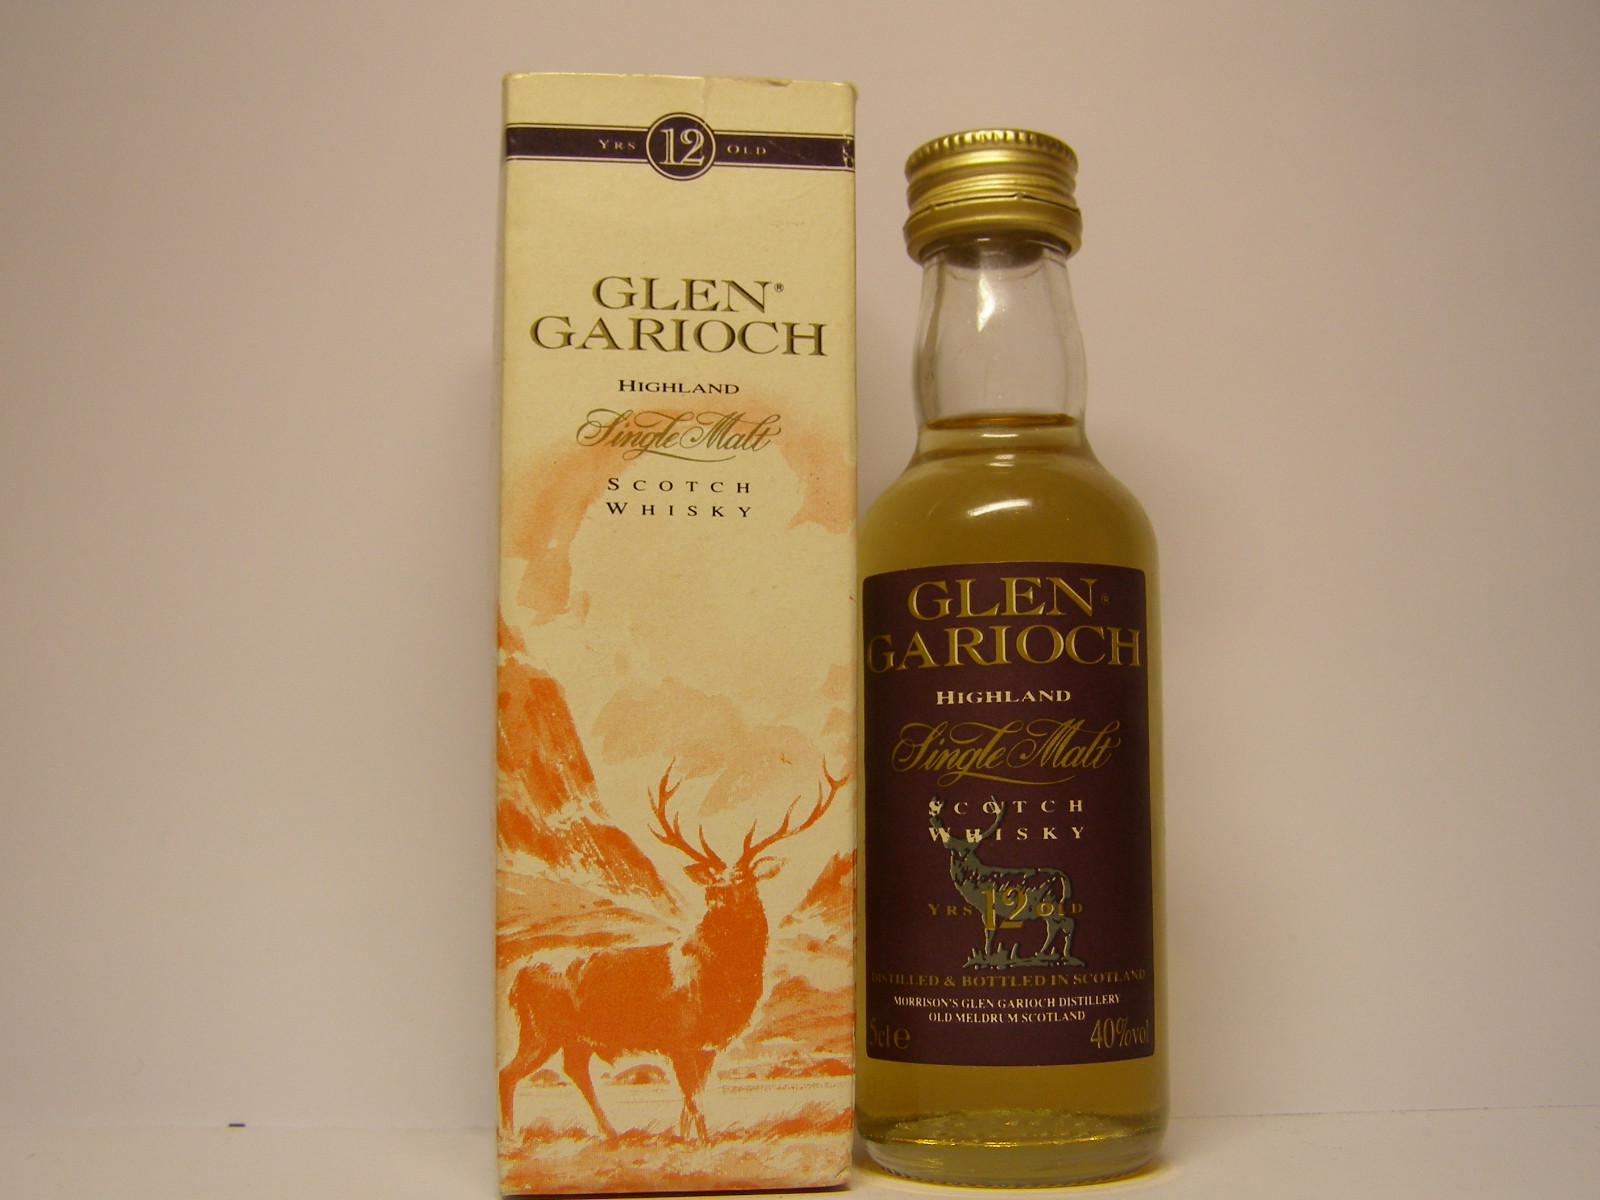 YRS 12 OLD
GLEN®
GARIOCH
HIGHLAND
Single Malt
SCOTCH
WHISKY
GLEN®
GARIOCH
HIGHLAND
Single Malt
SCOTCH
WHISKY
YRS 12 OLD
DISTILLED & BOTTLED IN SCOTLAND
MORRISON'S GLEN GARIOCH DISTILLERY
OLD MELDRUM SCOTLAND
5cl e 40%vol